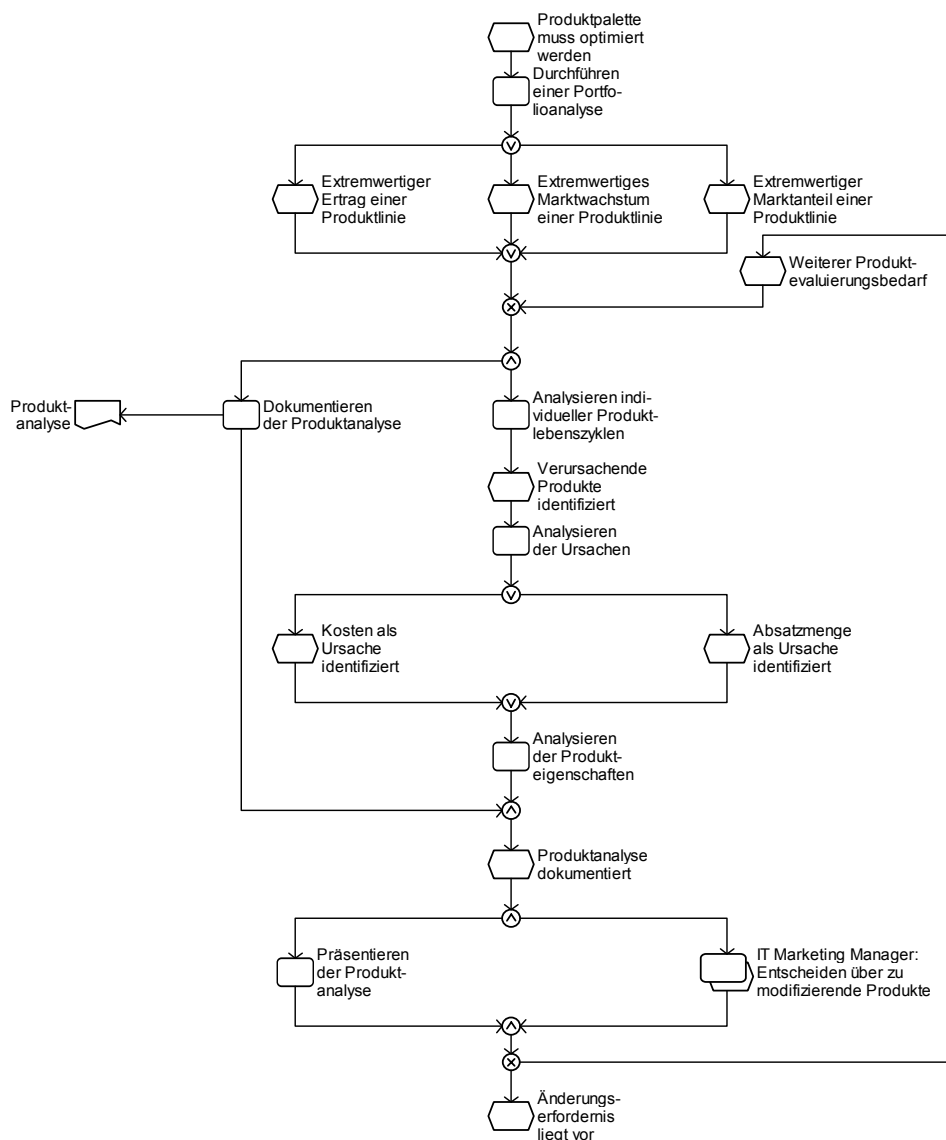 Produktpalette
muss optimiert
werden
Durchführen
einer Portfo-
lioanalyse
Extremwertiger
Ertrag einer
Produktlinie
Extremwertiges
Marktwachstum
einer Produktlinie
Extremwertiger
Marktanteil einer
Produktlinie
Weiterer Produkt-
evaluierungsbedarf
Produkt-
analyse
Dokumentieren
der Produktanalyse
Analysieren indi-
vidueller Produkt-
lebenszyklen
Verursachende
Produkte
identifiziert
Analysieren
der Ursachen
Kosten als
Ursache
identifiziert
Absatzmenge
als Ursache
identifiziert
Analysieren
der Produkt-
eigenschaften
Produktanalyse
dokumentiert
Präsentieren
der Produkt-
analyse
IT Marketing Manager:
Entscheiden über zu
modifizierende Produkte
Änderungs-
erfordernis
liegt vor